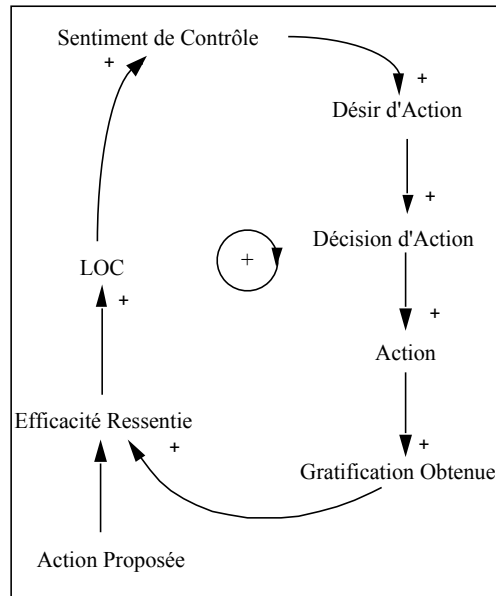 Sentiment de Contrôle
+
+
Désir d'Action
+
Décision d'Action
+
LOC
+
+
Action
+
Gratification Obtenue
Efficacité Ressentie
+
Action Proposée